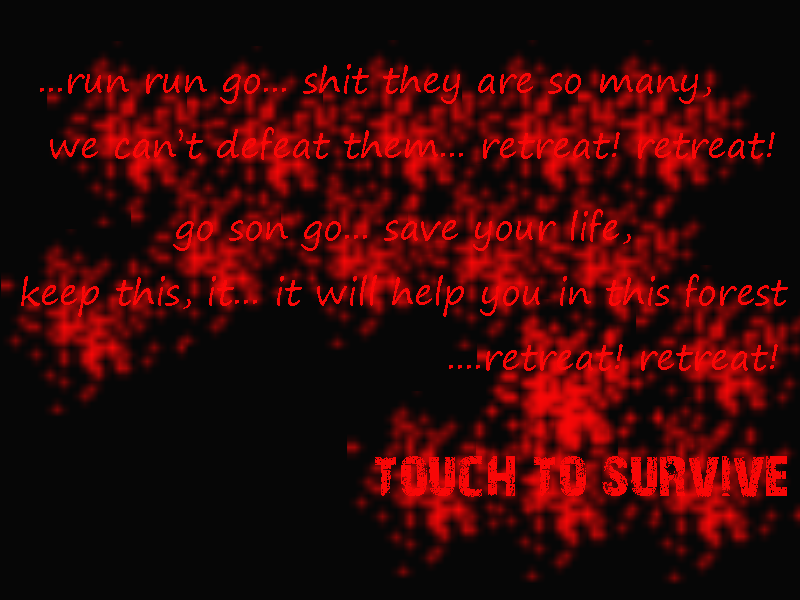 ...run run go... shit they are so many,
we can't defeat them... retreat! retreat!
go son go... save your life,
keep this, it... it will help you in this forest
....retreat! retreat!
TOUCH TO SURVIVE